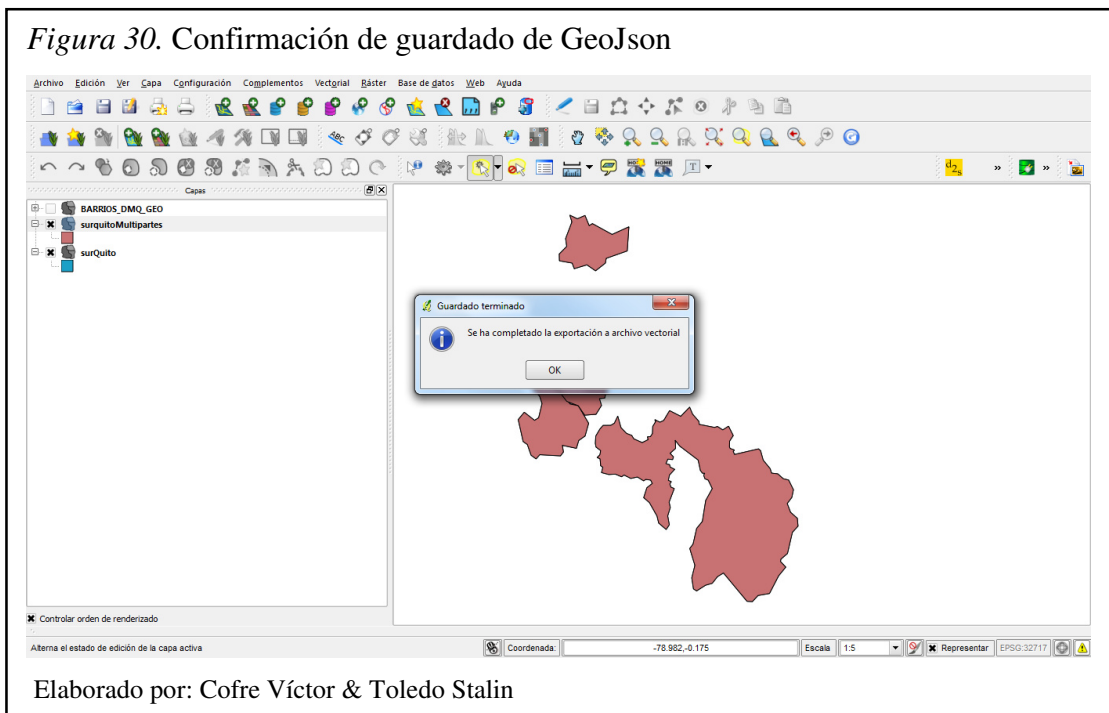 Figura 30. Confirmación de guardado de GeoJson
Archivo Edición Ver Capa Configuración Complementos Vectorial Ráster Base de datos Web Ayuda
Capas
BARRIOS_DMQ_GEO
surquitoMultipartes
surQuito
Guardado terminado
Se ha completado la exportación a archivo vectorial
OK
Controlar orden de renderizado
Alterna el estado de edición de la capa activa
Coordenada: -78.982,-0.175 Escala 1:5 Representar EPSG:32717
Elaborado por: Cofre Víctor & Toledo Stalin